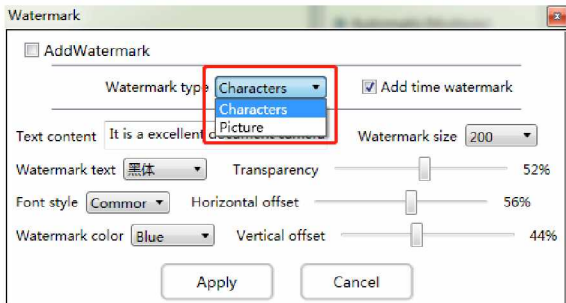 Watermark
AddWatermark
Watermark type Characters Add time watermark
Characters
Picture
Text content It is a excellent document camera Watermark size 200
Watermark text 黑体 Transparency 52%
Font style Commor Horizontal offset 56%
Watermark color Blue Vertical offset 44%
Apply Cancel